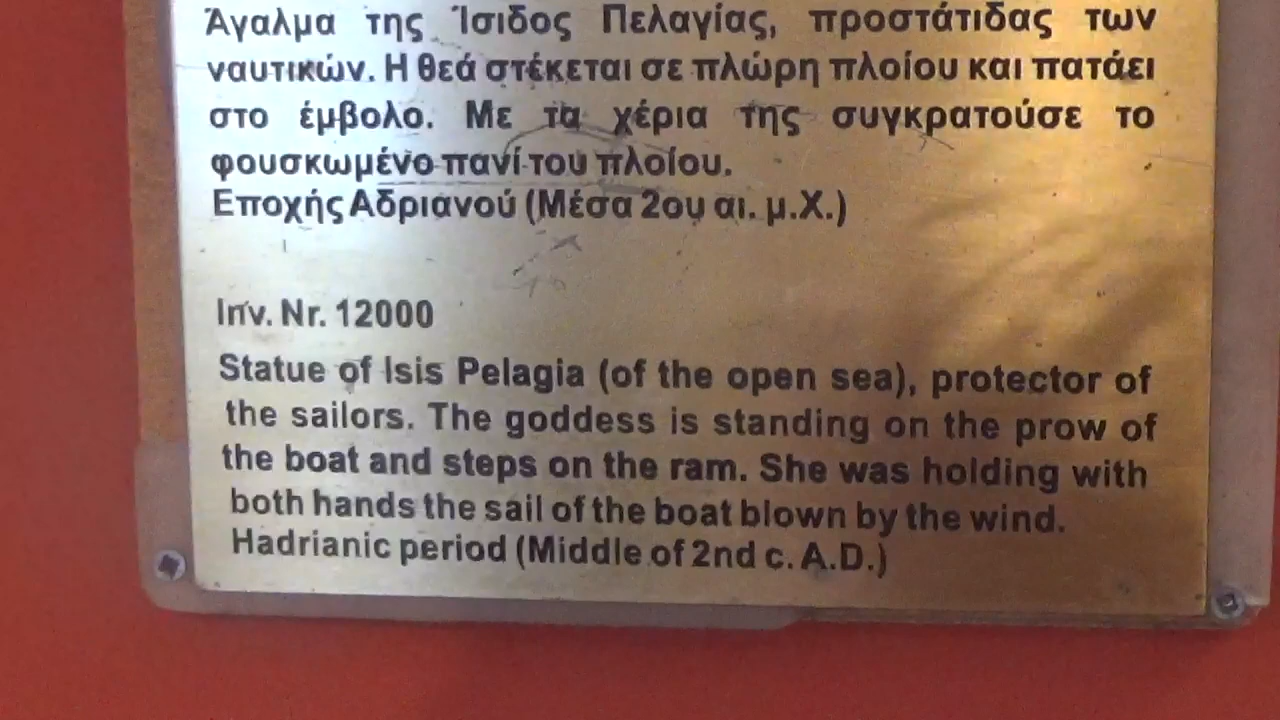 Άγαλμα της Ίσιδος Πελαγίας, προστάτιδας των
ναυτικών. Η θεά στέκεται σε πλώρη πλοίου και πατάει
στο έμβολο. Με τα χέρια της συγκρατούσε το
φουσκωμένο πανί του πλοίου.
Εποχής Αδριανού (Μέσα 2ου αι. μ.Χ.)
Inv. Nr. 12000
Statue of Isis Pelagia (of the open sea), protector of
the sailors. The goddess is standing on the prow of
the boat and steps on the ram. She was holding with
both hands the sail of the boat blown by the wind.
Hadrianic period (Middle of 2nd c. A.D.)